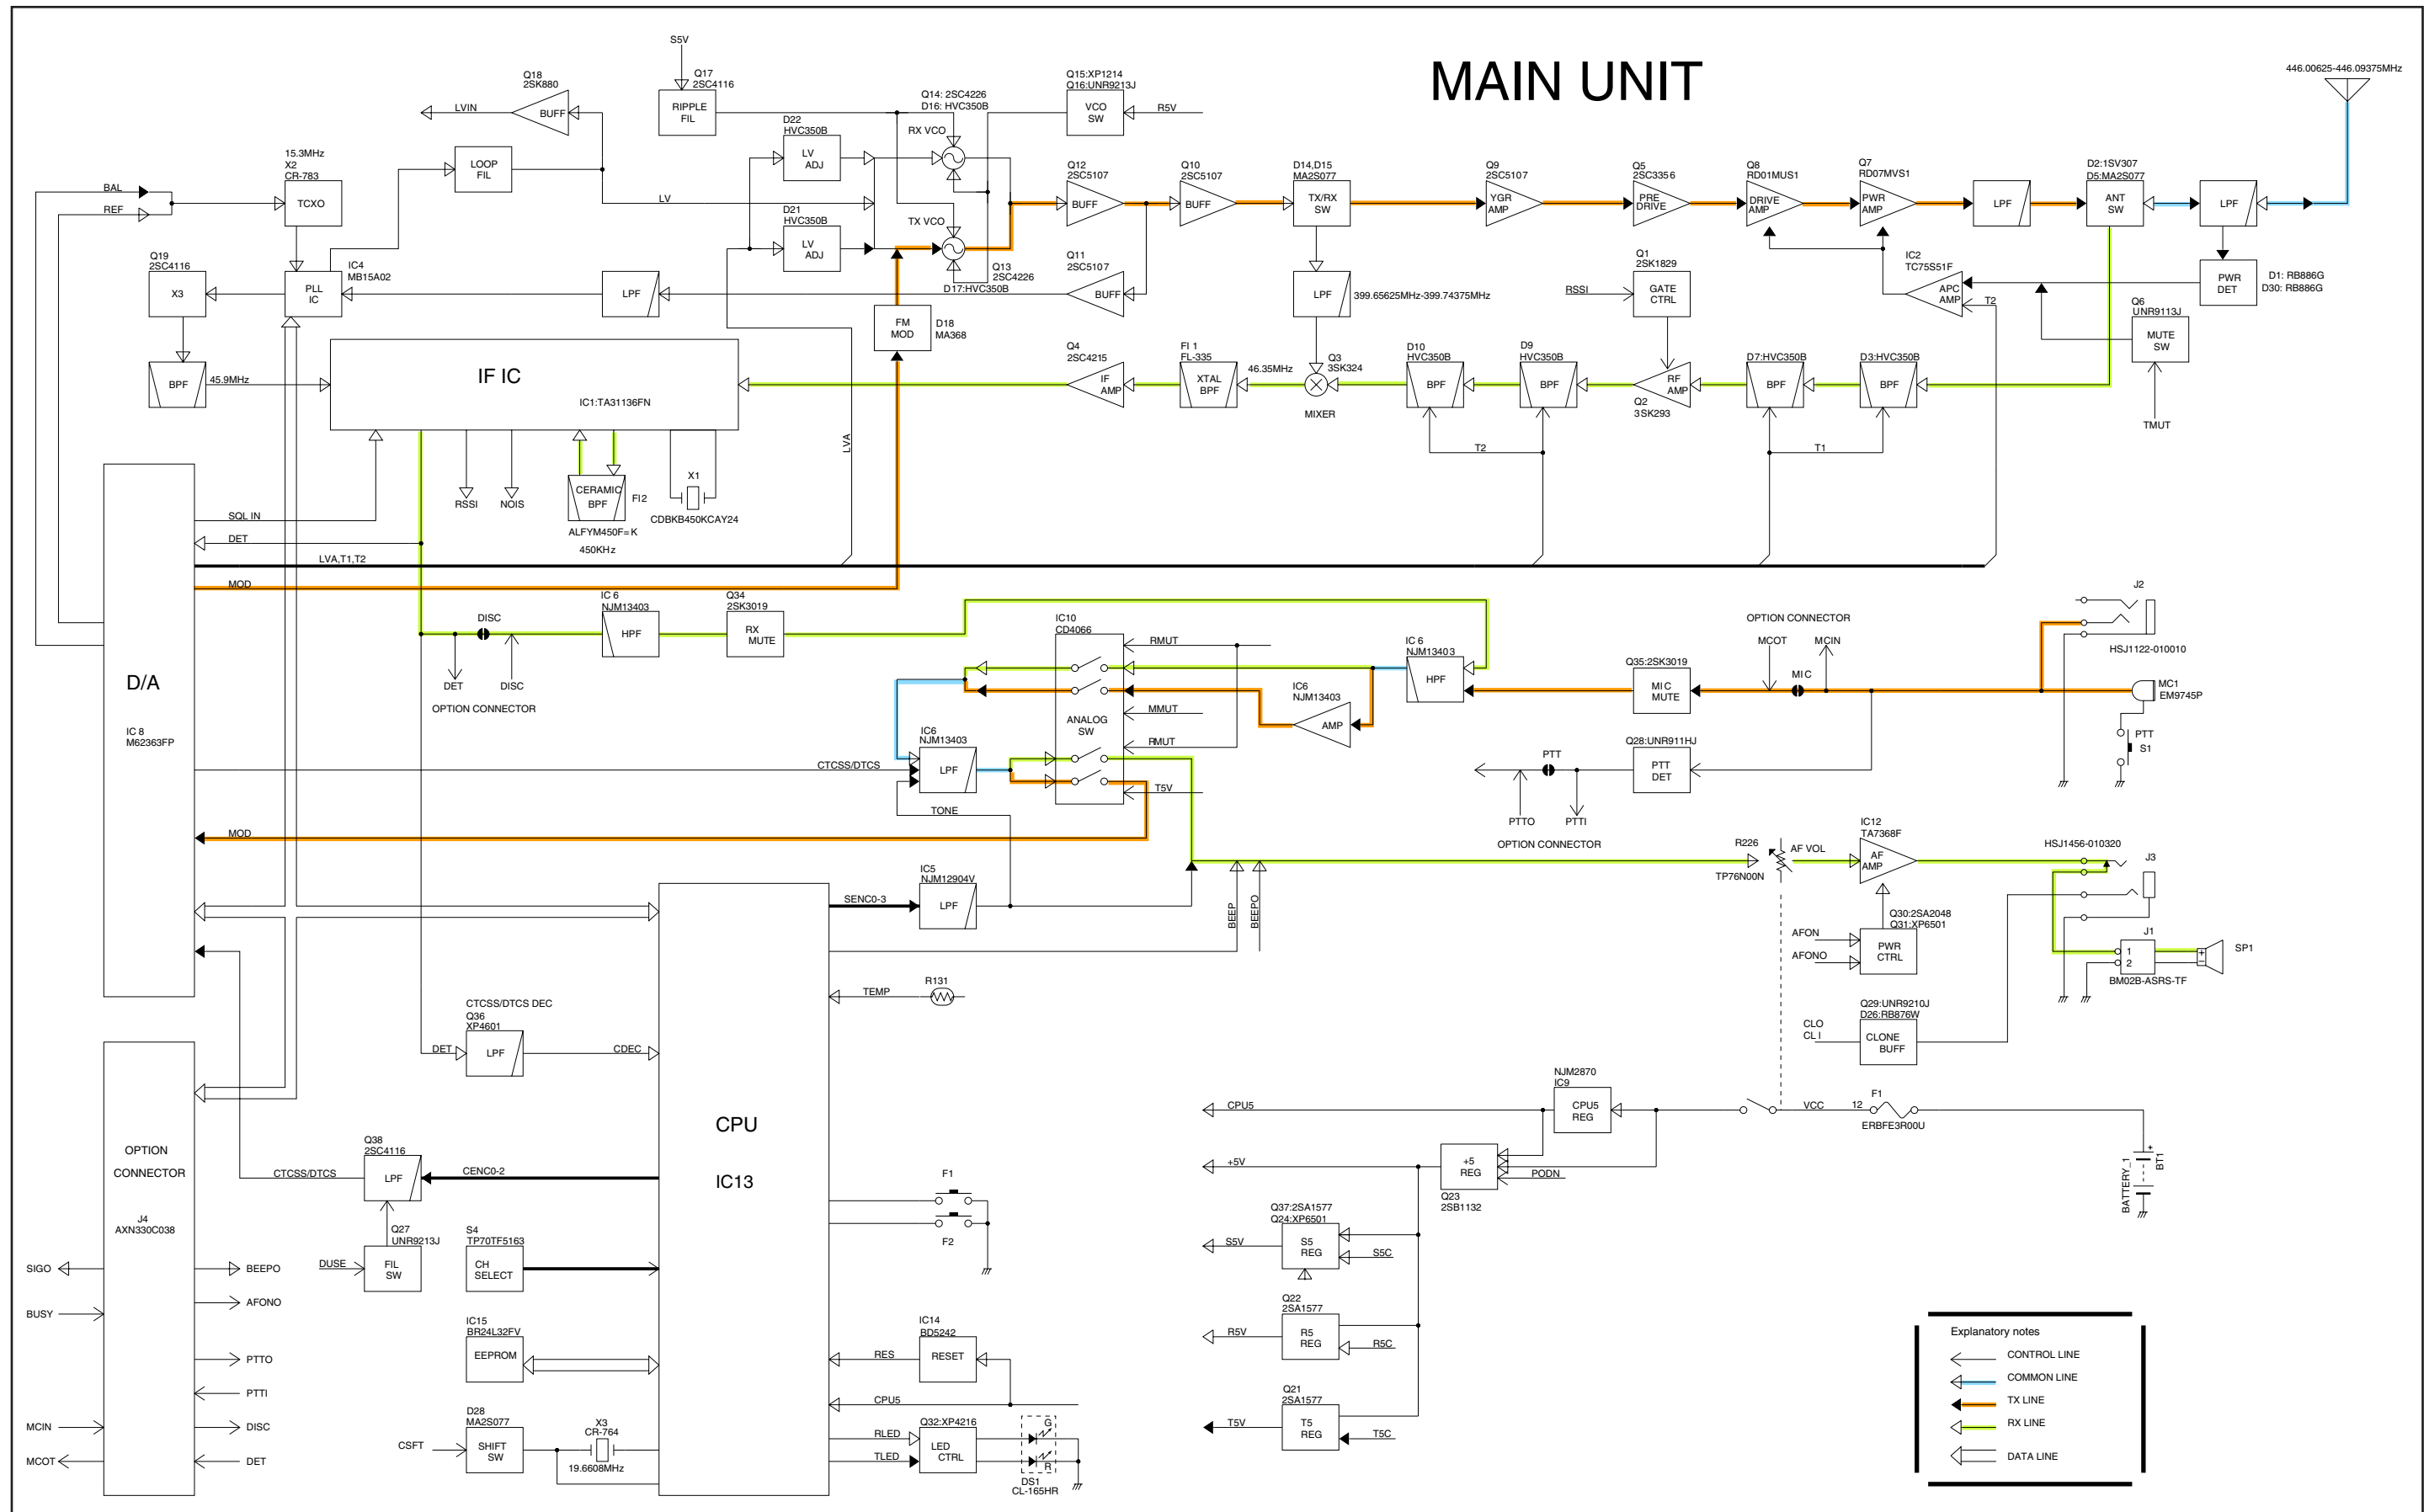 MAIN UNIT
446.00625-446.09375MHz
S5V
Q17
2SC4116
RIPPLE
FIL
Q18
2SK880
BUFF
LVIN
Q14: 2SC4226
D16: HVC350B
RX VCO
Q15:XP1214
Q16:UNR9213J
VCO
SW
R5V
15.3MHz
X2
CR-783
TCXO
BAL
REF
LOOP
FIL
LV
D22
HVC350B
LV
ADJ
D21
HVC350B
LV
ADJ
TX VCO
Q13
2SC4226
D17:HVC350B
Q12
2SC5107
BUFF
Q10
2SC5107
BUFF
D14,D15
MA2S077
TX/RX
SW
Q9
2SC5107
YGR
AMP
Q5
2SC3356
PRE
DRIVE
Q8
RD01MUS1
DRIVE
AMP
Q7
RD07MVS1
PWR
AMP
LPF
D2:1SV307
D5:MA2S077
ANT
SW
LPF
Q19
2SC4116
X3
IC4
MB15A02
PLL
IC
LPF
Q11
2SC5107
BUFF
LPF
399.65625MHz-399.74375MHz
RSSI
Q1
2SK1829
GATE
CTRL
IC2
TC75S51F
APC
AMP
T2
PWR
DET
D1: RB886G
D30: RB886G
Q6
UNR9113J
MUTE
SW
TMUT
FM
MOD
D18
MA368
BPF
45.9MHz
IF IC
IC1:TA31136FN
Q4
2SC4215
IF
AMP
FI 1
FL-335
XTAL
BPF
46.35MHz
Q3
3SK324
MIXER
D10
HVC350B
BPF
D9
HVC350B
BPF
RF
AMP
Q2
3SK293
D7:HVC350B
BPF
D3:HVC350B
BPF
T2
T1
LVA
RSSI
NOIS
CERAMIC
BPF
FI2
ALFYM450F=K
450KHz
X1
CDBKB450KCAY24
SQL IN
DET
LVA,T1,T2
MOD
D/A
IC 8
M62363FP
DISC
IC 6
NJM13403
HPF
Q34
2SK3019
RX
MUTE
DET
DISC
OPTION CONNECTOR
IC10
CD4066
ANALOG
SW
RMUT
MMUT
RMUT
T5V
IC6
NJM13403
AMP
IC 6
NJM13403
HPF
Q35:2SK3019
MIC
MUTE
OPTION CONNECTOR
MCOT
MCIN
MIC
J2
HSJ1122-010010
MC1
EM9745P
PTT
S1
IC6
NJM13403
LPF
CTCSS/DTCS
TONE
Q28:UNR911HJ
PTT
DET
PTT
PTTO
PTTI
OPTION CONNECTOR
MOD
R226
TP76N00N
AF VOL
IC12
TA7368F
AF
AMP
HSJ1456-010320
J3
IC5
NJM12904V
LPF
SENC0-3
BEEP
BEEPO
Q30:2SA2048
Q31:XP6501
PWR
CTRL
AFON
AFONO
J1
1
2
BM02B-ASRS-TF
SP1
+
−
TEMP
R131
CTCSS/DTCS DEC
Q36
XP4601
DET
LPF
CDEC
CLO
CL I
Q29:UNR9210J
D26:RB876W
CLONE
BUFF
CPU
IC13
NJM2870
IC9
CPU5
REG
CPU5
VCC
12
F1
ERBFE3R00U
OPTION
CONNECTOR
J4
AXN330C038
Q38
2SC4116
LPF
CTCSS/DTCS
CENC0-2
F1
F2
+5V
+5
REG
PODN
Q23
2SB1132
BATTERY_1
BT1
+
Q27
UNR9213J
FIL
SW
DUSE
S4
TP70TF5163
CH
SELECT
Q37:2SA1577
Q24:XP6501
S5
REG
S5V
S5C
SIGO
BEEPO
BUSY
AFONO
PTTO
PTTI
MCIN
DISC
MCOT
DET
IC15
BR24L32FV
EEPROM
IC14
BD5242
RESET
RES
CPU5
Q22
2SA1577
R5
REG
R5V
R5C
Q21
2SA1577
T5
REG
T5V
T5C
CSFT
D28
MA2S077
SHIFT
SW
X3
CR-764
19.6608MHz
RLED
TLED
Q32:XP4216
LED
CTRL
G
R
DS1
CL-165HR
Explanatory notes
CONTROL LINE
COMMON LINE
TX LINE
RX LINE
DATA LINE